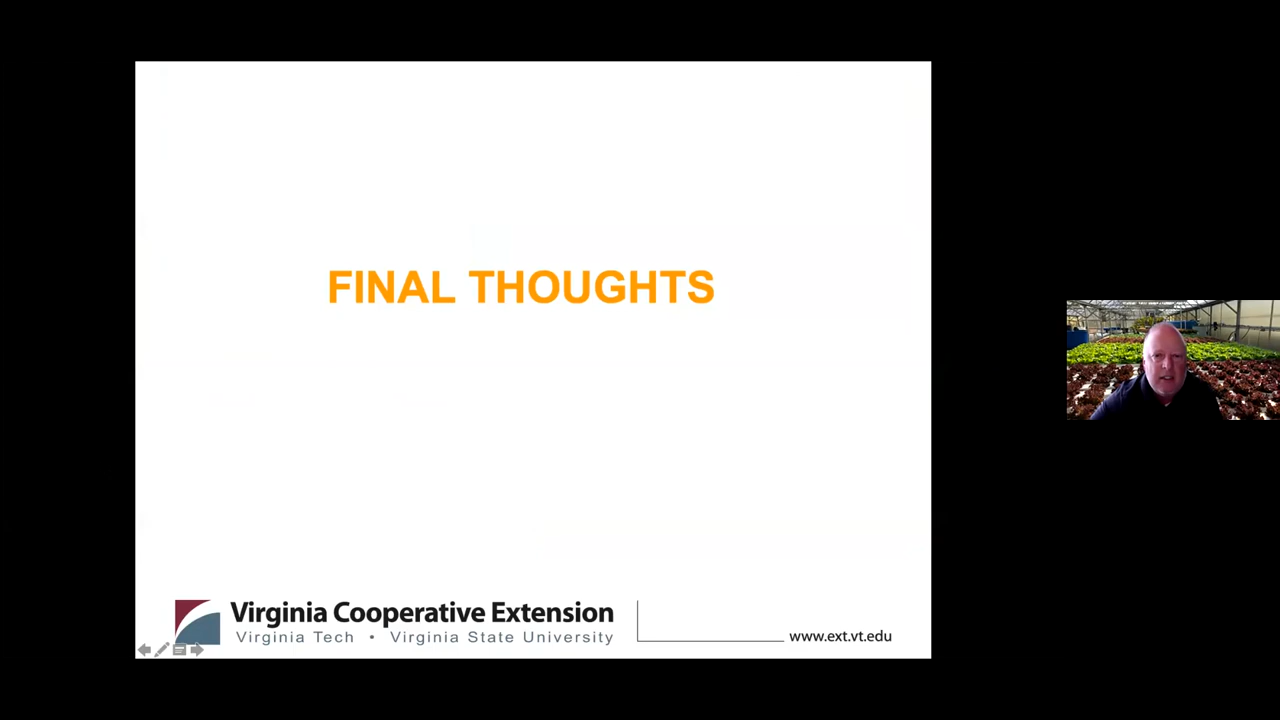 FINAL THOUGHTS
Virginia Cooperative Extension
Virginia Tech • Virginia State University
www.ext.vt.edu